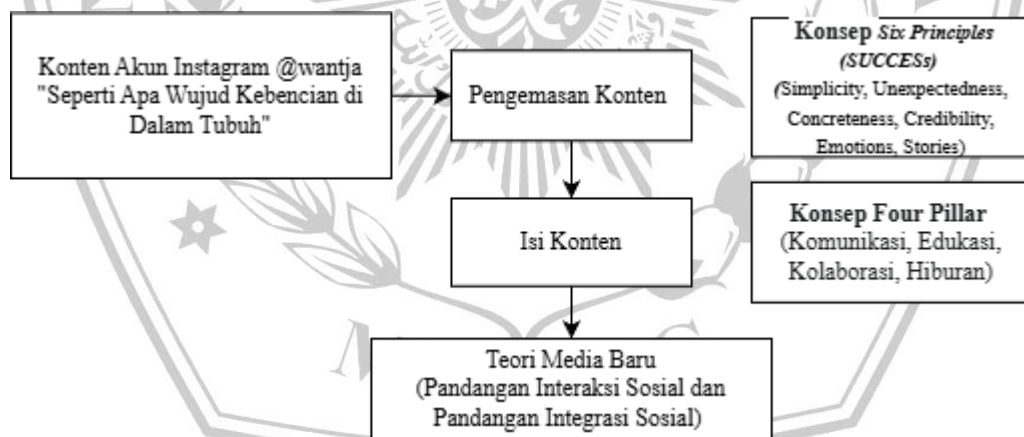 Konten Akun Instagram @wantja
"Seperti Apa Wujud Kebencian di
Dalam Tubuh"
Pengemasan Konten
Konsep Six Principles
(SUCCESs)
(Simplicity, Unexpectedness,
Concreteness, Credibility,
Emotions, Stories)
Isi Konten
Konsep Four Pillar
(Komunikasi, Edukasi,
Kolaborasi, Hiburan)
Teori Media Baru
(Pandangan Interaksi Sosial dan
Pandangan Integrasi Sosial)